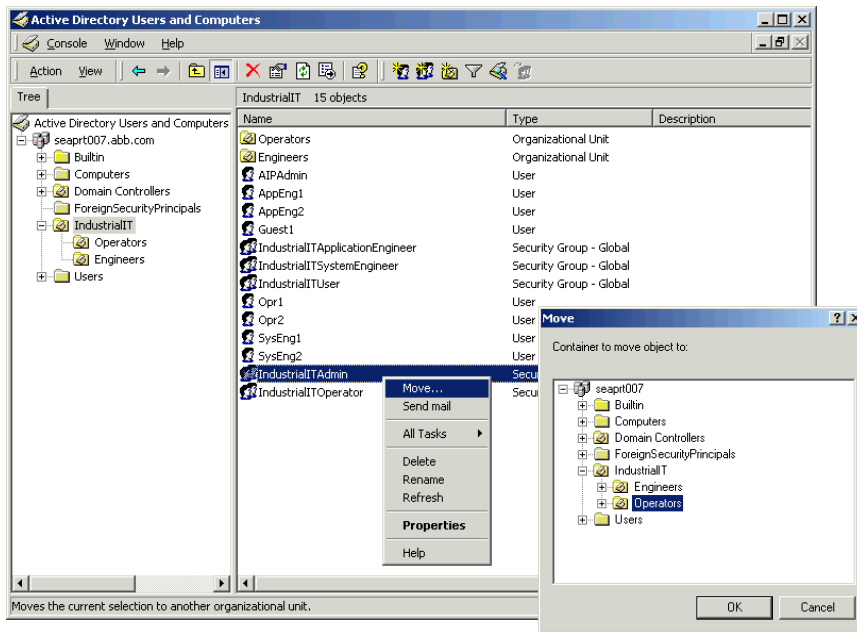 Active Directory Users and Computers
Console Window Help
Action View
Tree
IndustrialIT 15 objects
Active Directory Users and Computers
seaprt007.abb.com
Builtin
Computers
Domain Controllers
ForeignSecurityPrincipals
IndustrialIT
Operators
Engineers
Users
Name Type Description
Operators Organizational Unit
Engineers Organizational Unit
AIPAdmin User
AppEng1 User
AppEng2 User
Guest1 User
IndustrialITApplicationEngineer Security Group - Global
IndustrialITSystemEngineer Security Group - Global
IndustrialITUser Security Group - Global
Opr1 User
Opr2 User
SysEng1 User
SysEng2 User
IndustrialITAdmin Secu
IndustrialITOperator Secu
Move...
Send mail
All Tasks
Delete
Rename
Refresh
Properties
Help
Moves the current selection to another organizational unit.
Move
Container to move object to:
seaprt007
Builtin
Computers
Domain Controllers
ForeignSecurityPrincipals
IndustrialIT
Engineers
Operators
Users
OK Cancel